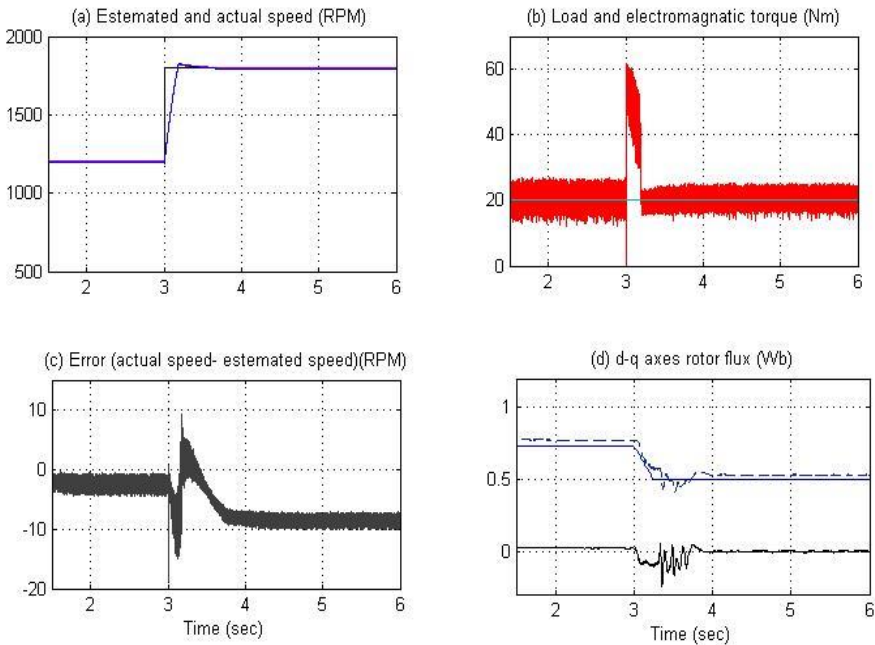 (a) Estemated and actual speed (RPM)
2000
1500
1000
500
2 3 4 5 6
(b) Load and electromagnetic torque (Nm)
60
40
20
0
2 3 4 5 6
(c) Error (actual speed- estemated speed)(RPM)
10
0
-10
-20
2 3 4 5 6
Time (sec)
(d) d-q axes rotor flux (Wb)
1
0.5
0
2 3 4 5 6
Time (sec)